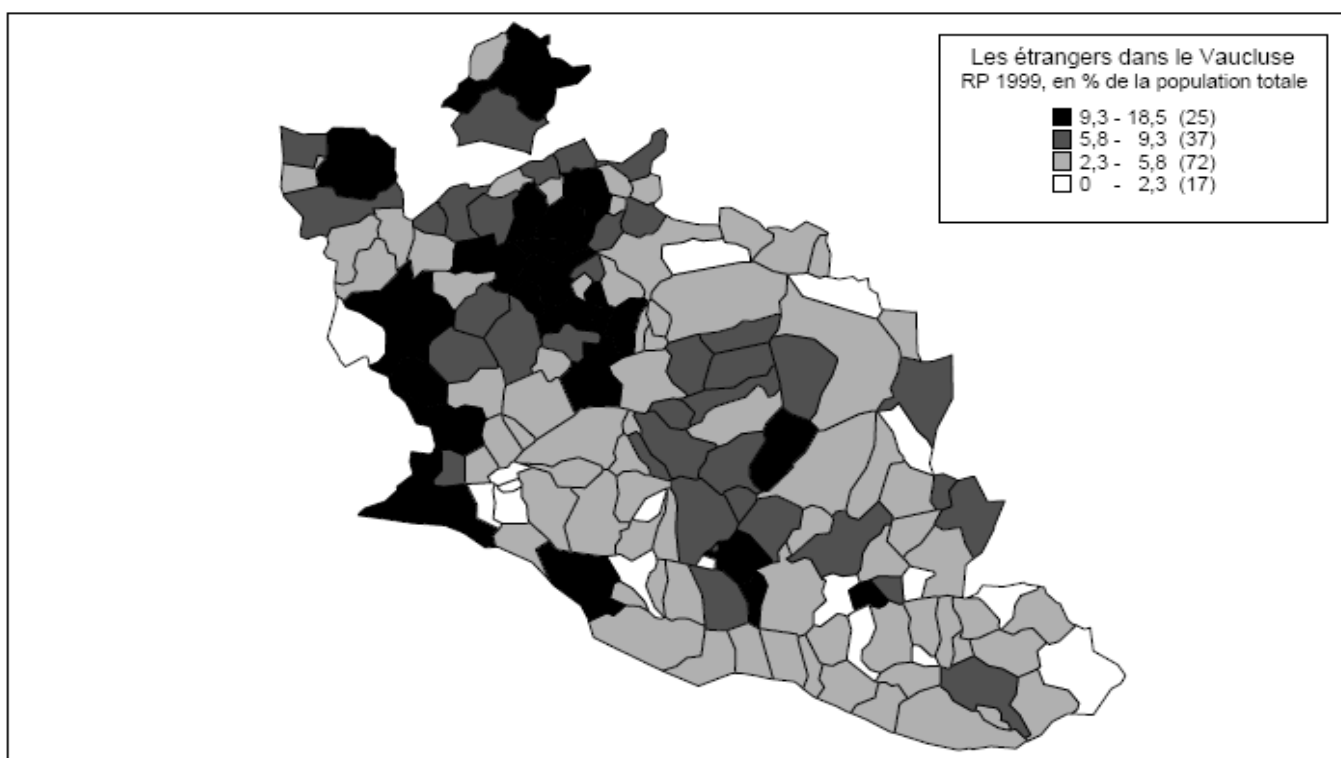 Les étrangers dans le Vaucluse
RP 1999, en % de la population totale
9,3 - 18,5 (25)
5,8 - 9,3 (37)
2,3 - 5,8 (72)
0 - 2,3 (17)